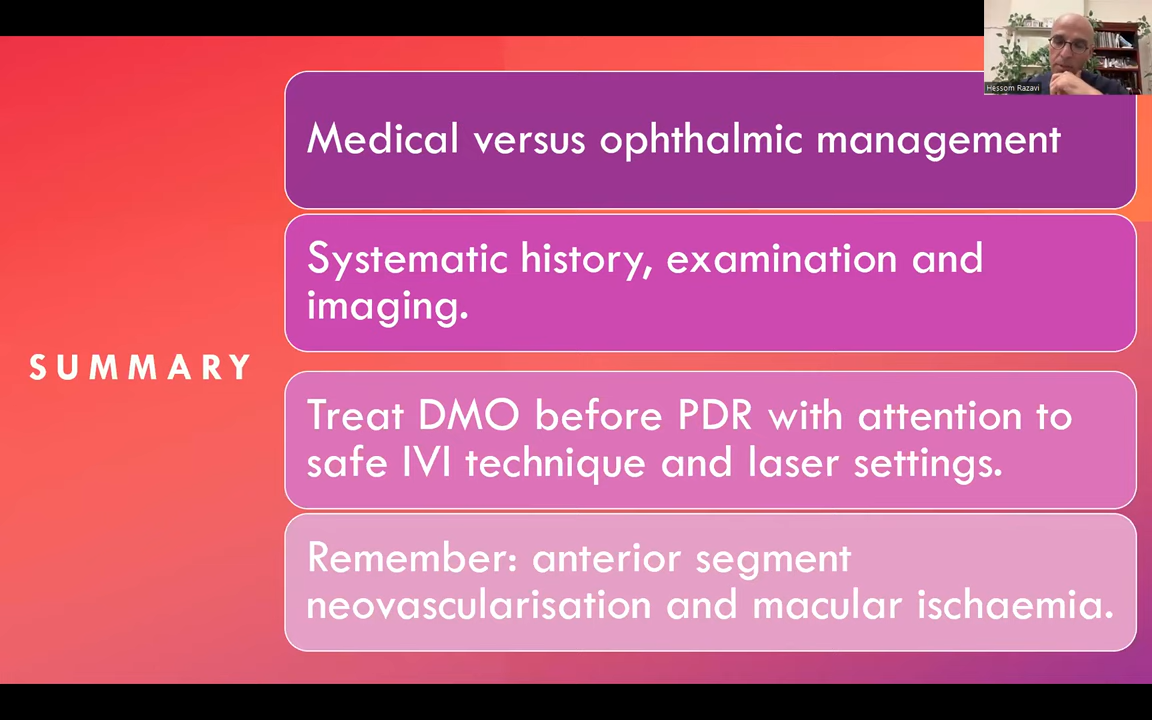 Hessom Razavi
SUMMARY
Medical versus ophthalmic management
Systematic history, examination and
imaging.
Treat DMO before PDR with attention to
safe IVI technique and laser settings.
Remember: anterior segment
neovascularisation and macular ischaemia.